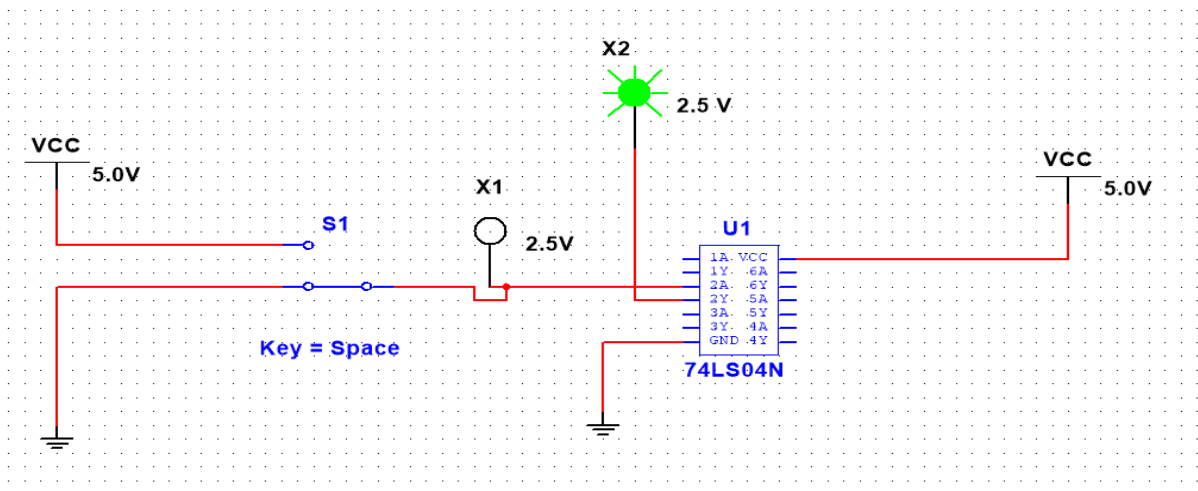 X2
2.5 V
VCC
5.0V
X1
2.5V
S1
Key = Space
U1
1A VCC
1Y 6A
2A 6Y
2Y 5A
3A 5Y
3Y 4A
GND 4Y
74LS04N
VCC
5.0V